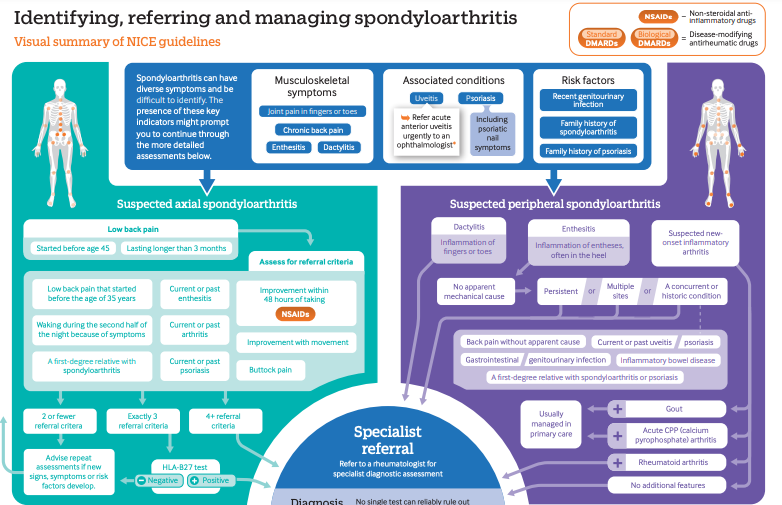 Identifying, referring and managing spondyloarthritis
Visual summary of NICE guidelines
NSAIDs = Non-steroidal anti-
inflammatory drugs
Standard
DMARDs
Biological
DMARDs
= Disease-modifying
antirheumatic drugs
Spondyloarthritis can have
diverse symptoms and be
difficult to identify. The
presence of these key
indicators might prompt
you to continue through
the more detailed
assessments below.
Musculoskeletal
symptoms
Joint pain in fingers or toes
Chronic back pain
Enthesitis
Dactylitis
Associated conditions
Uveitis
Refer acute
anterior uveitis
urgently to an
ophthalmologist*
Psoriasis
Including
psoriatic
nail
symptoms
Risk factors
Recent genitourinary
infection
Family history of
spondyloarthritis
Family history of psoriasis
Suspected axial spondyloarthritis
Low back pain
Started before age 45
Lasting longer than 3 months
Assess for referral criteria
Low back pain that started
before the age of 35 years
Current or past
enthesitis
Improvement within
48 hours of taking
NSAIDs
Waking during the second half of
the night because of symptoms
Current or past
arthritis
Improvement with movement
A first-degree relative with
spondyloarthritis
Current or past
psoriasis
Buttock pain
2 or fewer
referral critera
Exactly 3
referral criteria
4+ referral
criteria
Advise repeat
assessments if new
signs, symptoms or risk
factors develop.
HLA-B27 test
− Negative
+ Positive
Suspected peripheral spondyloarthritis
Dactylitis
Inflammation of
fingers or toes
Enthesitis
Inflammation of entheses,
often in the heel
Suspected new-
onset inflammatory
arthritis
No apparent
mechanical cause
Persistent or Multiple
sites or A concurrent or
historic condition
Back pain without apparent cause
Current or past uveitis / psoriasis
Gastrointestinal / genitourinary infection
Inflammatory bowel disease
A first-degree relative with spondyloarthritis or psoriasis
Usually
managed in
primary care
+ Gout
+ Acute CPP (calcium
pyrophosphate) arthritis
+ Rheumatoid arthritis
No additional features
Specialist
referral
Refer to a rheumatologist for
specialist diagnostic assessment
Diagnosis
No single test can reliably rule out